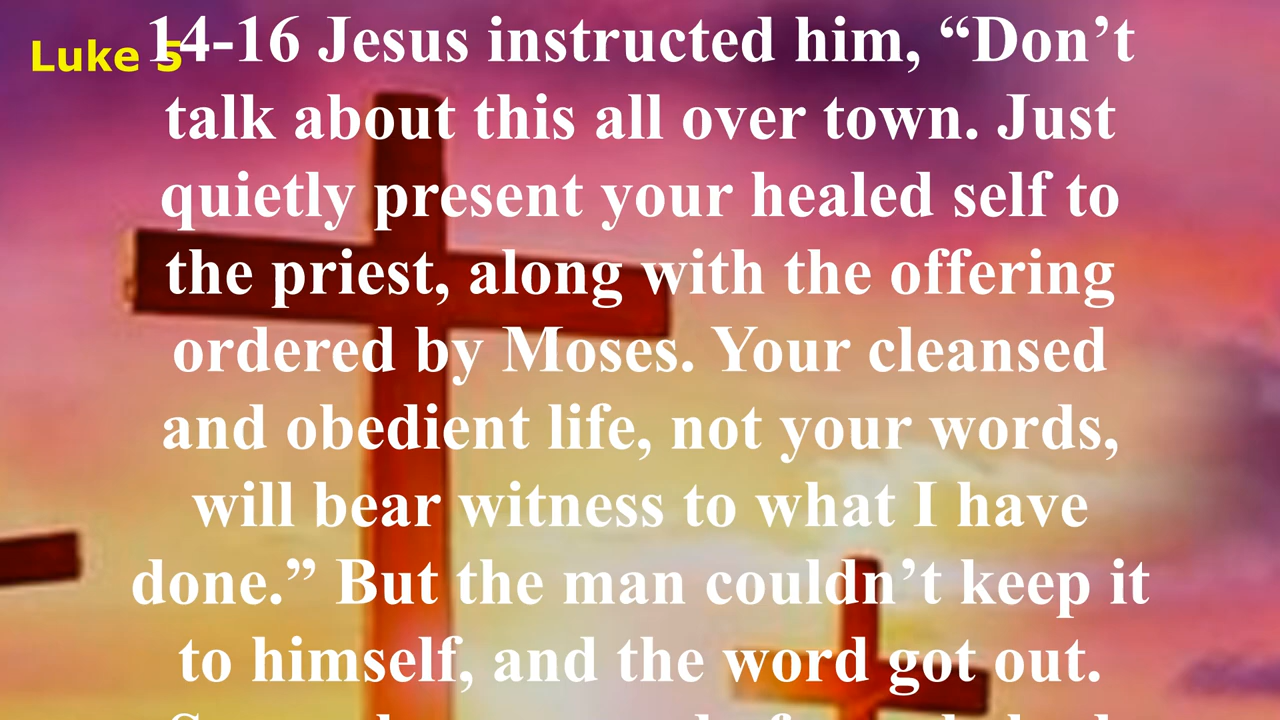 Luke 5
14-16 Jesus instructed him, “Don’t
talk about this all over town. Just
quietly present your healed self to
the priest, along with the offering
ordered by Moses. Your cleansed
and obedient life, not your words,
will bear witness to what I have
done.” But the man couldn’t keep it
to himself, and the word got out.